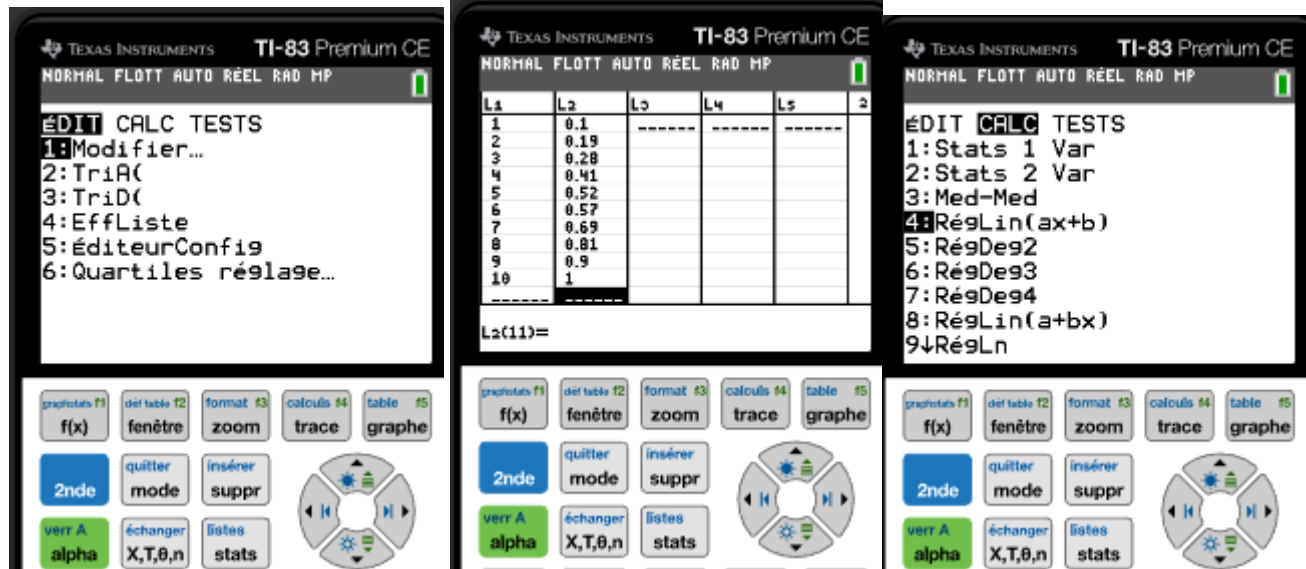 TEXAS INSTRUMENTS TI-83 Premium CE
NORMAL FLOTT AUTO RÉEL RAD MP
ÉDIT CALC TESTS
1:Modifier…
2:TriA(
3:TriD(
4:EffListe
5:ÉditeurConfig
6:Quartiles réglage…
graphstats f1 déf table f2 format f3 calculs f4 table f5
f(x) fenêtre zoom trace graphe
quitter insérer
2nde mode suppr
verr A échanger listes
alpha X,T,θ,n stats
TEXAS INSTRUMENTS TI-83 Premium CE
NORMAL FLOTT AUTO RÉEL RAD MP
L1 L2 L3 L4 L5 2
1 0.1 ------ ------ ------
2 0.19
3 0.28
4 0.41
5 0.52
6 0.57
7 0.69
8 0.81
9 0.9
10 1
------ ------
L2(11)=
graphstats f1 déf table f2 format f3 calculs f4 table f5
f(x) fenêtre zoom trace graphe
quitter insérer
2nde mode suppr
verr A échanger listes
alpha X,T,θ,n stats
TEXAS INSTRUMENTS TI-83 Premium CE
NORMAL FLOTT AUTO RÉEL RAD MP
ÉDIT CALC TESTS
1:Stats 1 Var
2:Stats 2 Var
3:Med-Med
4:RégLin(ax+b)
5:RégDeg2
6:RégDeg3
7:RégDeg4
8:RégLin(a+bx)
9↓RégLn
graphstats f1 déf table f2 format f3 calculs f4 table f5
f(x) fenêtre zoom trace graphe
quitter insérer
2nde mode suppr
verr A échanger listes
alpha X,T,θ,n stats